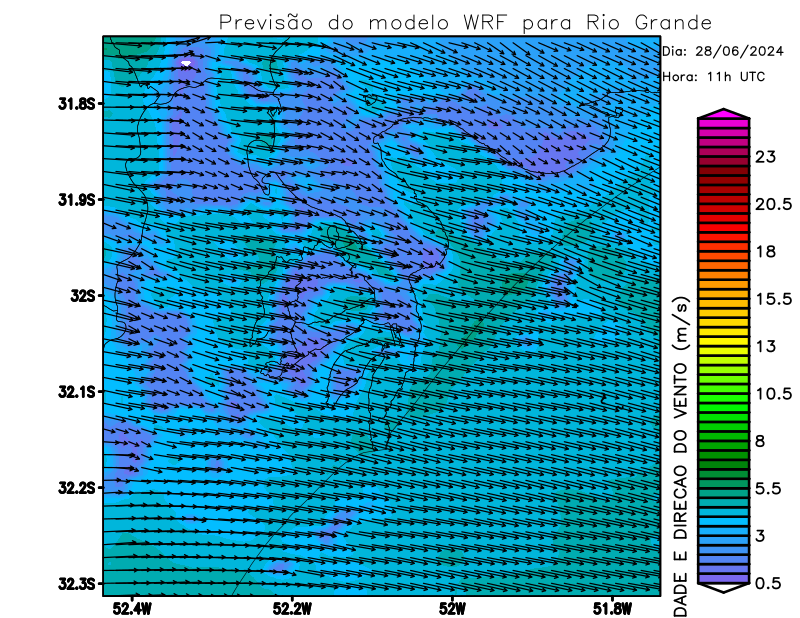 Previsão do modelo WRF para Rio Grande
Dia: 28/06/2024
Hora: 11h UTC
31.8S
31.9S
32S
32.1S
32.2S
32.3S
52.4W
52.2W
52W
51.8W
23
20.5
18
15.5
13
10.5
8
5.5
3
0.5
DADE E DIRECAO DO VENTO (m/s)